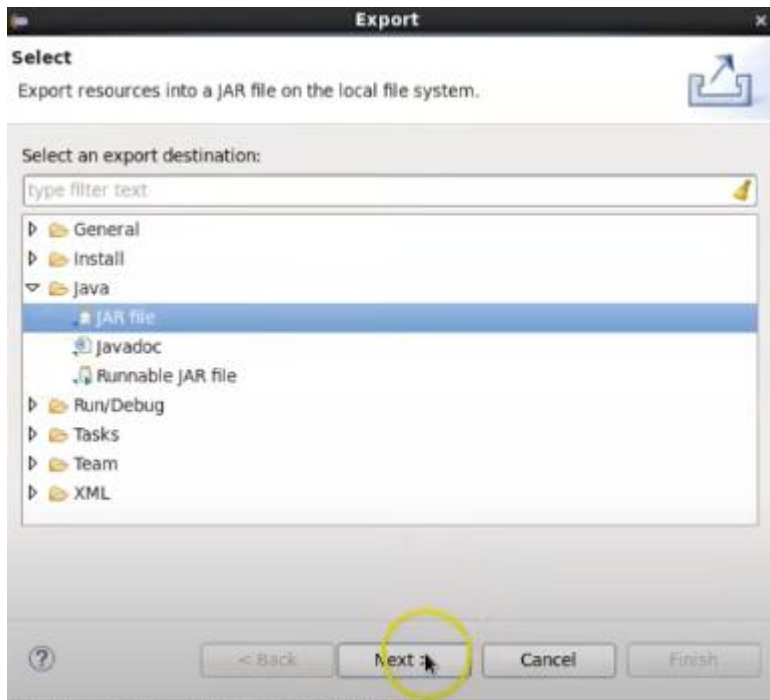 Export
Select
Export resources into a JAR file on the local file system.
Select an export destination:
type filter text
General
Install
Java
JAR file
Javadoc
Runnable JAR file
Run/Debug
Tasks
Team
XML
< Back Next > Cancel Finish